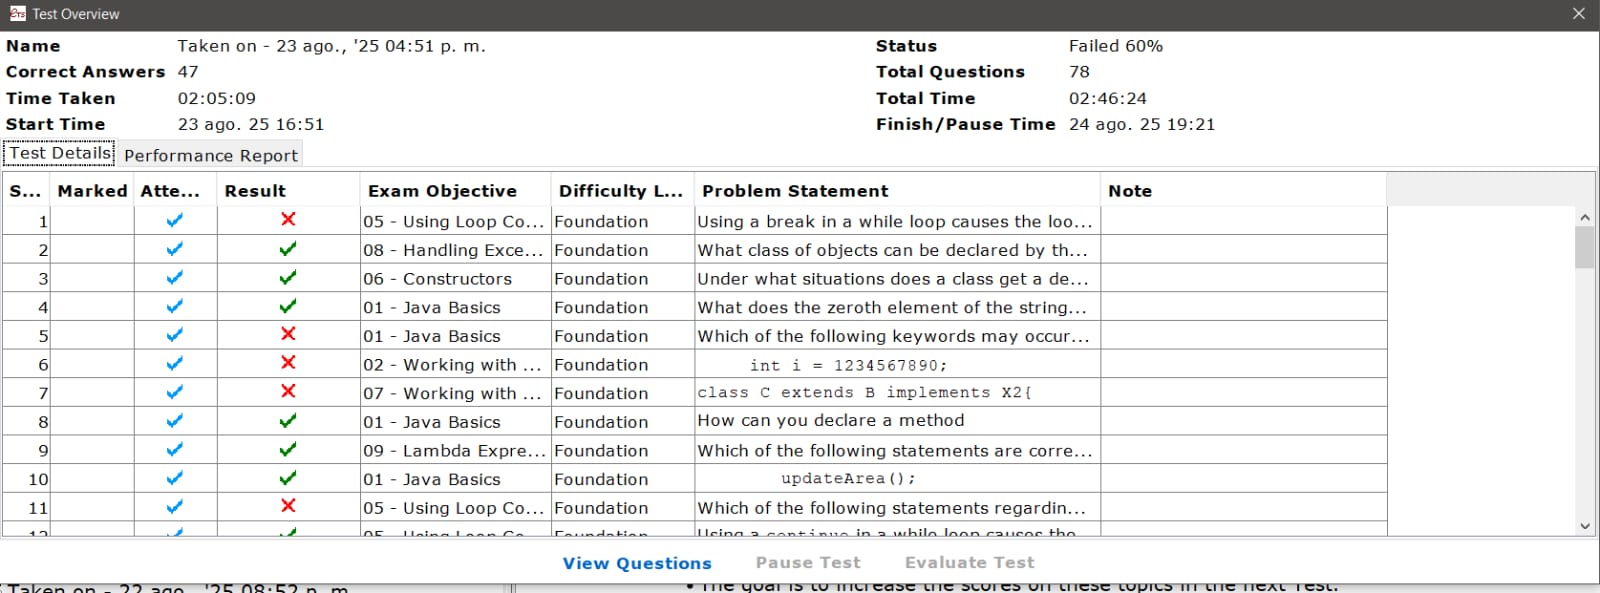 ETS Test Overview
Name Taken on - 23 ago., '25 04:51 p. m. Status Failed 60%
Correct Answers 47 Total Questions 78
Time Taken 02:05:09 Total Time 02:46:24
Start Time 23 ago. 25 16:51 Finish/Pause Time 24 ago. 25 19:21
Test Details Performance Report
S... Marked Atte... Result Exam Objective Difficulty L... Problem Statement Note
1 05 - Using Loop Co... Foundation Using a break in a while loop causes the loo...
2 08 - Handling Exce... Foundation What class of objects can be declared by th...
3 06 - Constructors Foundation Under what situations does a class get a de...
4 01 - Java Basics Foundation What does the zeroth element of the string...
5 01 - Java Basics Foundation Which of the following keywords may occur...
6 02 - Working with ... Foundation int i = 1234567890;
7 07 - Working with ... Foundation class C extends B implements X2{
8 01 - Java Basics Foundation How can you declare a method
9 09 - Lambda Expre... Foundation Which of the following statements are corre...
10 01 - Java Basics Foundation updateArea();
11 05 - Using Loop Co... Foundation Which of the following statements regardin...
12 05 - Using Loop Co... Foundation Using a continue in a while loop causes the
View Questions Pause Test Evaluate Test
Taken on - 22 ago., '25 08:52 p. m. • The goal is to increase the scores on these topics in the next Test.